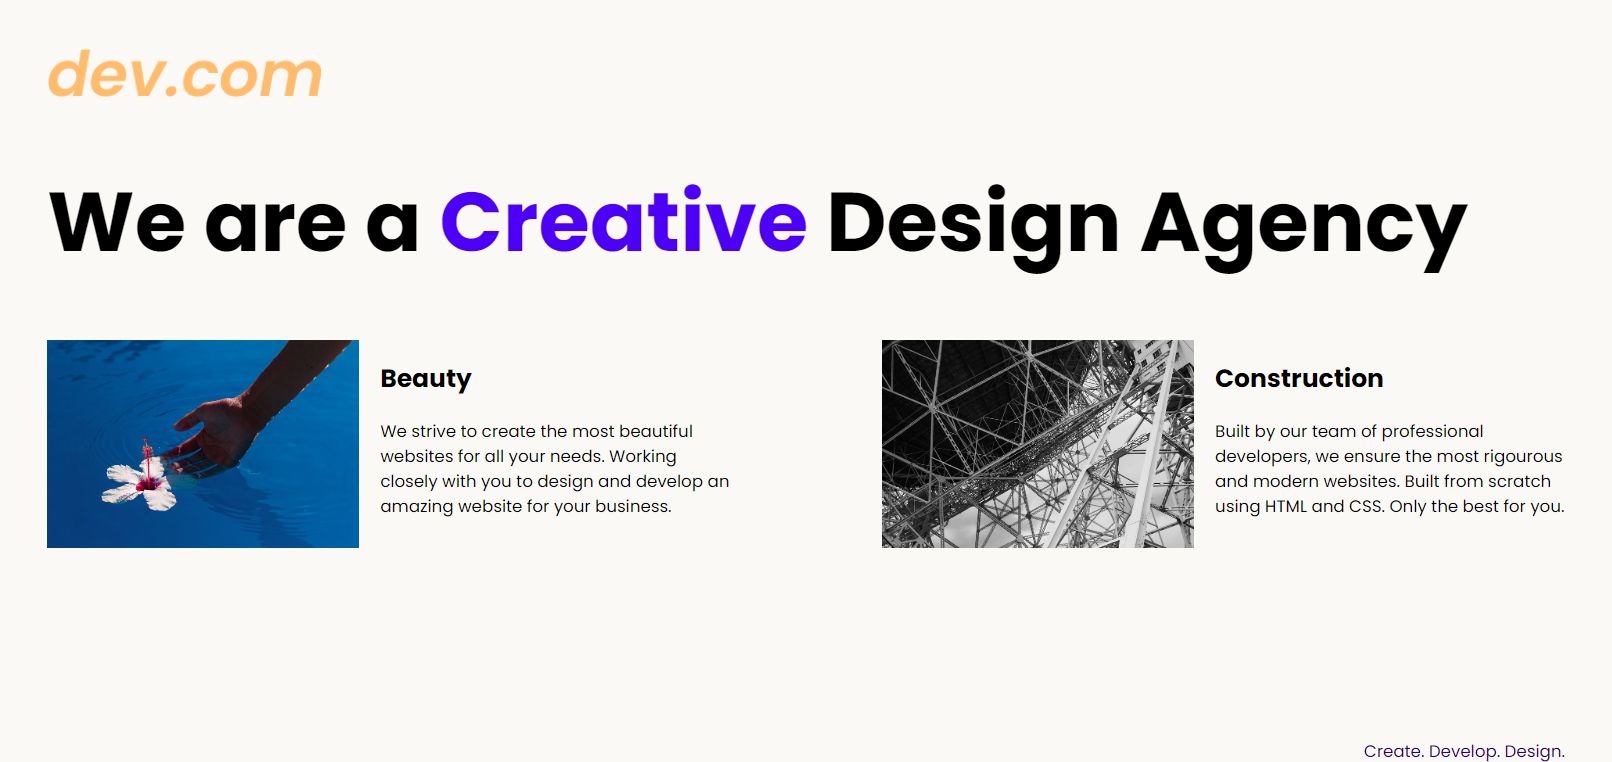 dev.com
We are a Creative Design Agency
Beauty
We strive to create the most beautiful
websites for all your needs. Working
closely with you to design and develop an
amazing website for your business.
Construction
Built by our team of professional
developers, we ensure the most rigourous
and modern websites. Built from scratch
using HTML and CSS. Only the best for you.
Create. Develop. Design.